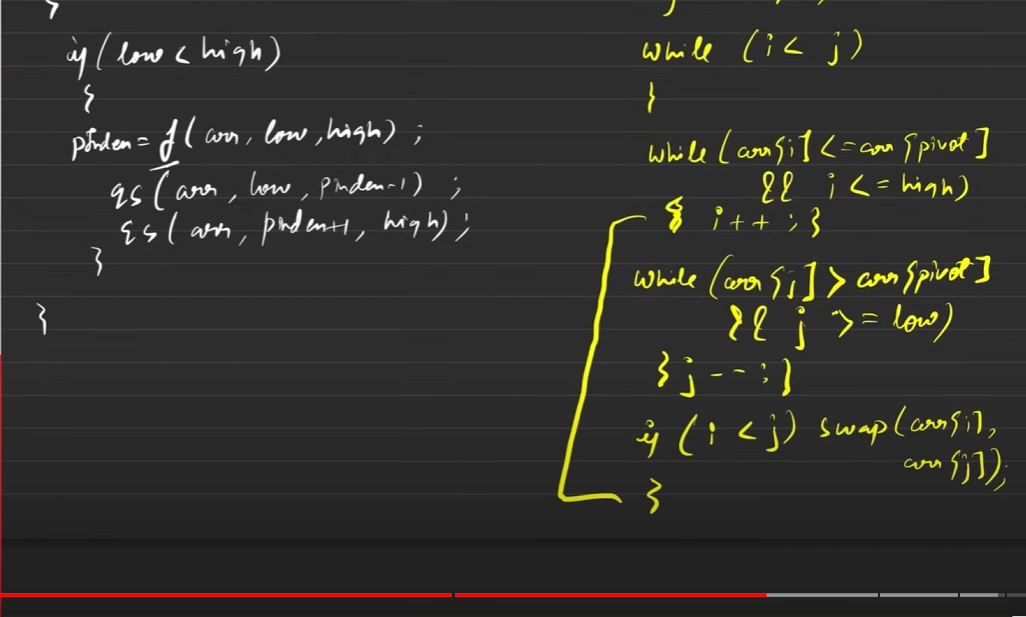 }
if (low < high)
{
pIndex = f(arr, low, high);
qs(arr, low, pIndex-1);
qs(arr, pIndex+1, high);
}
}
while (i < j)
{
while (arr[i] <= arr[pivot]
&& i <= high)
{ i++; }
while (arr[j] > arr[pivot]
&& j >= low)
{ j--; }
if (i < j) swap(arr[i],
arr[j]);
}